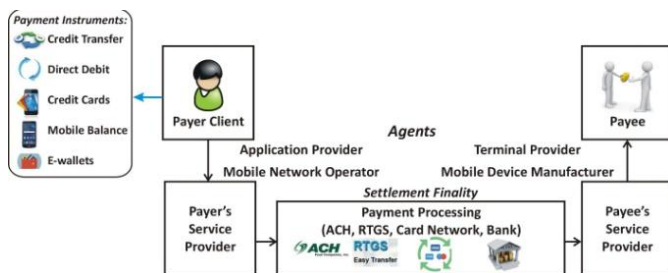 Payment Instruments:
Credit Transfer
Direct Debit
Credit Cards
Mobile Balance
E-wallets
Payer Client
Agents
Payee
Application Provider
Terminal Provider
Mobile Network Operator
Mobile Device Manufacturer
Settlement Finality
Payer's
Service
Provider
Payment Processing
(ACH, RTGS, Card Network, Bank)
ACH
RTGS
Easy Transfer
Payee's
Service
Provider